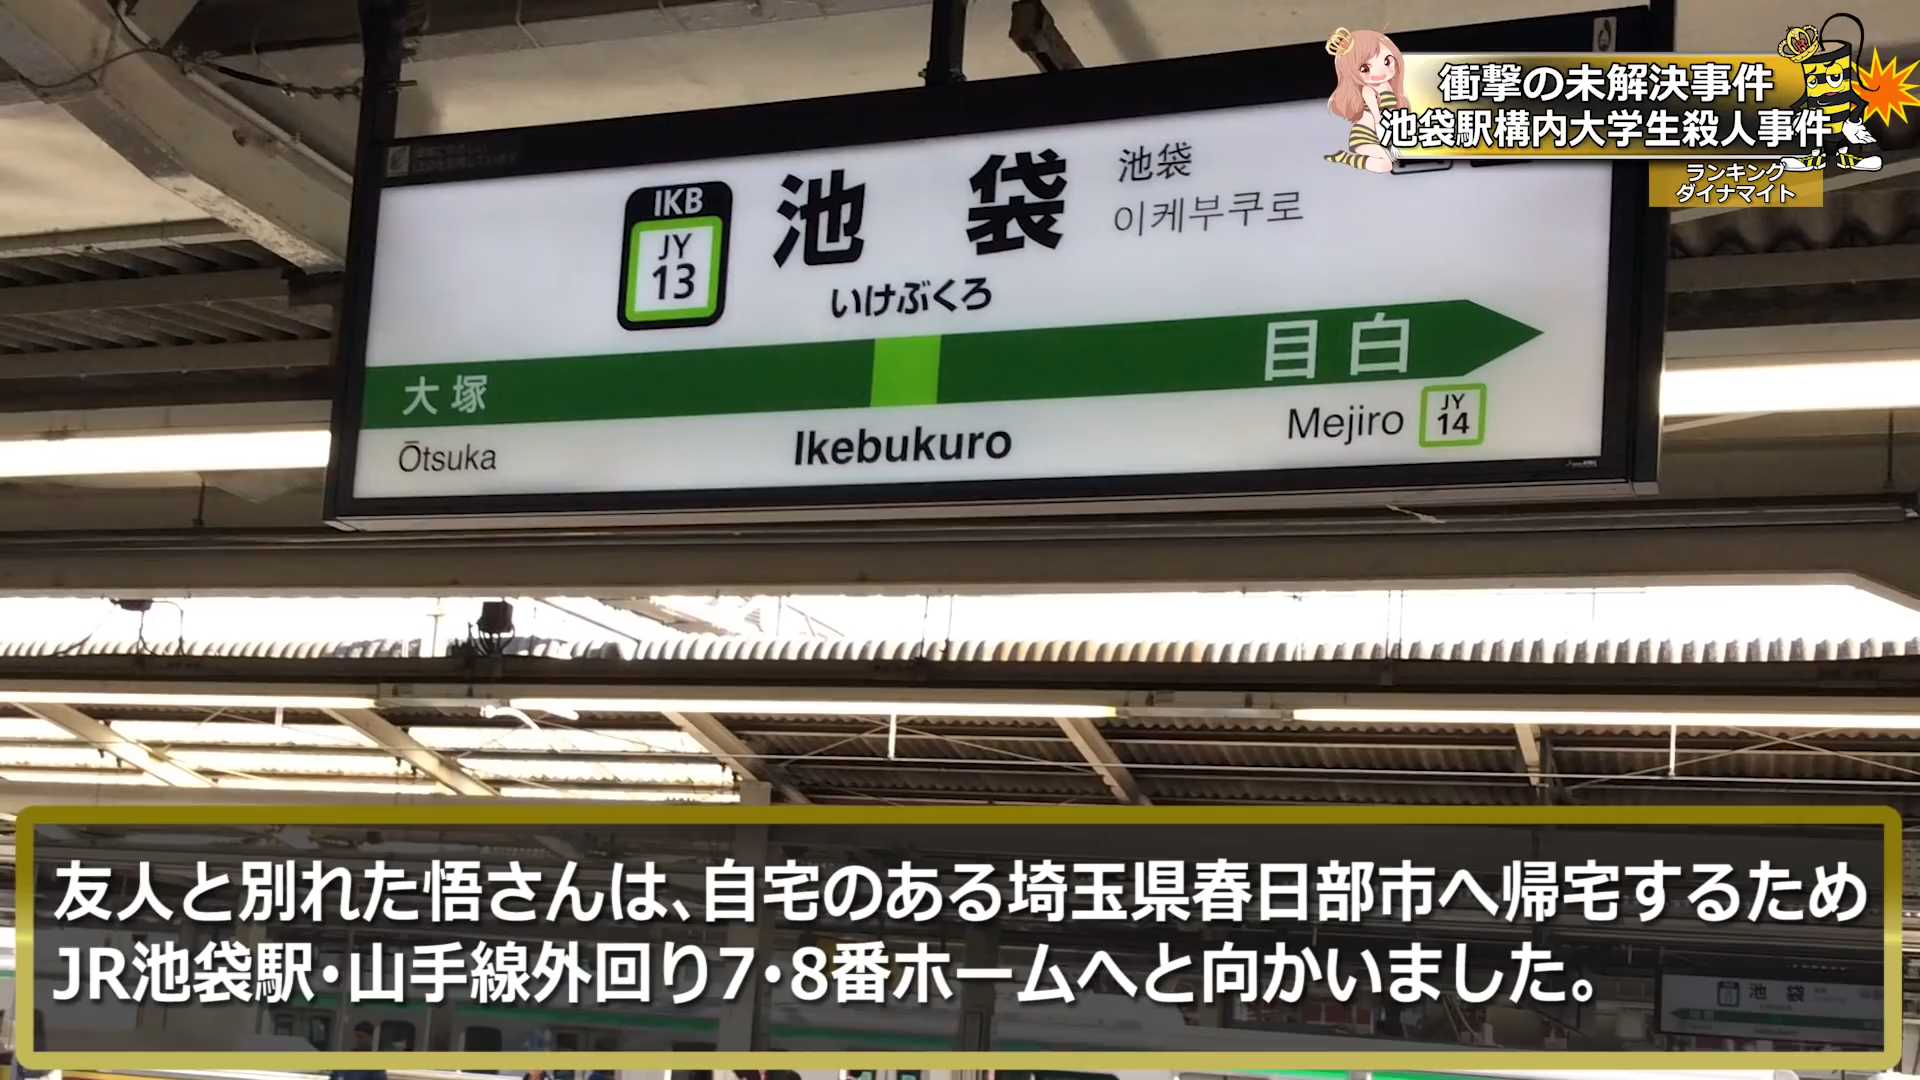 衝撃の未解決事件
池袋駅構内大学生殺人事件
ランキング
ダイナマイト
IKB
JY
13
池袋
池袋
이케부쿠로
いけぶくろ
大塚
目白
Ōtsuka
Ikebukuro
Mejiro
JY
14
友人と別れた悟さんは、自宅のある埼玉県春日部市へ帰宅するため
JR池袋駅・山手線外回り7・8番ホームへと向かいました。
池袋